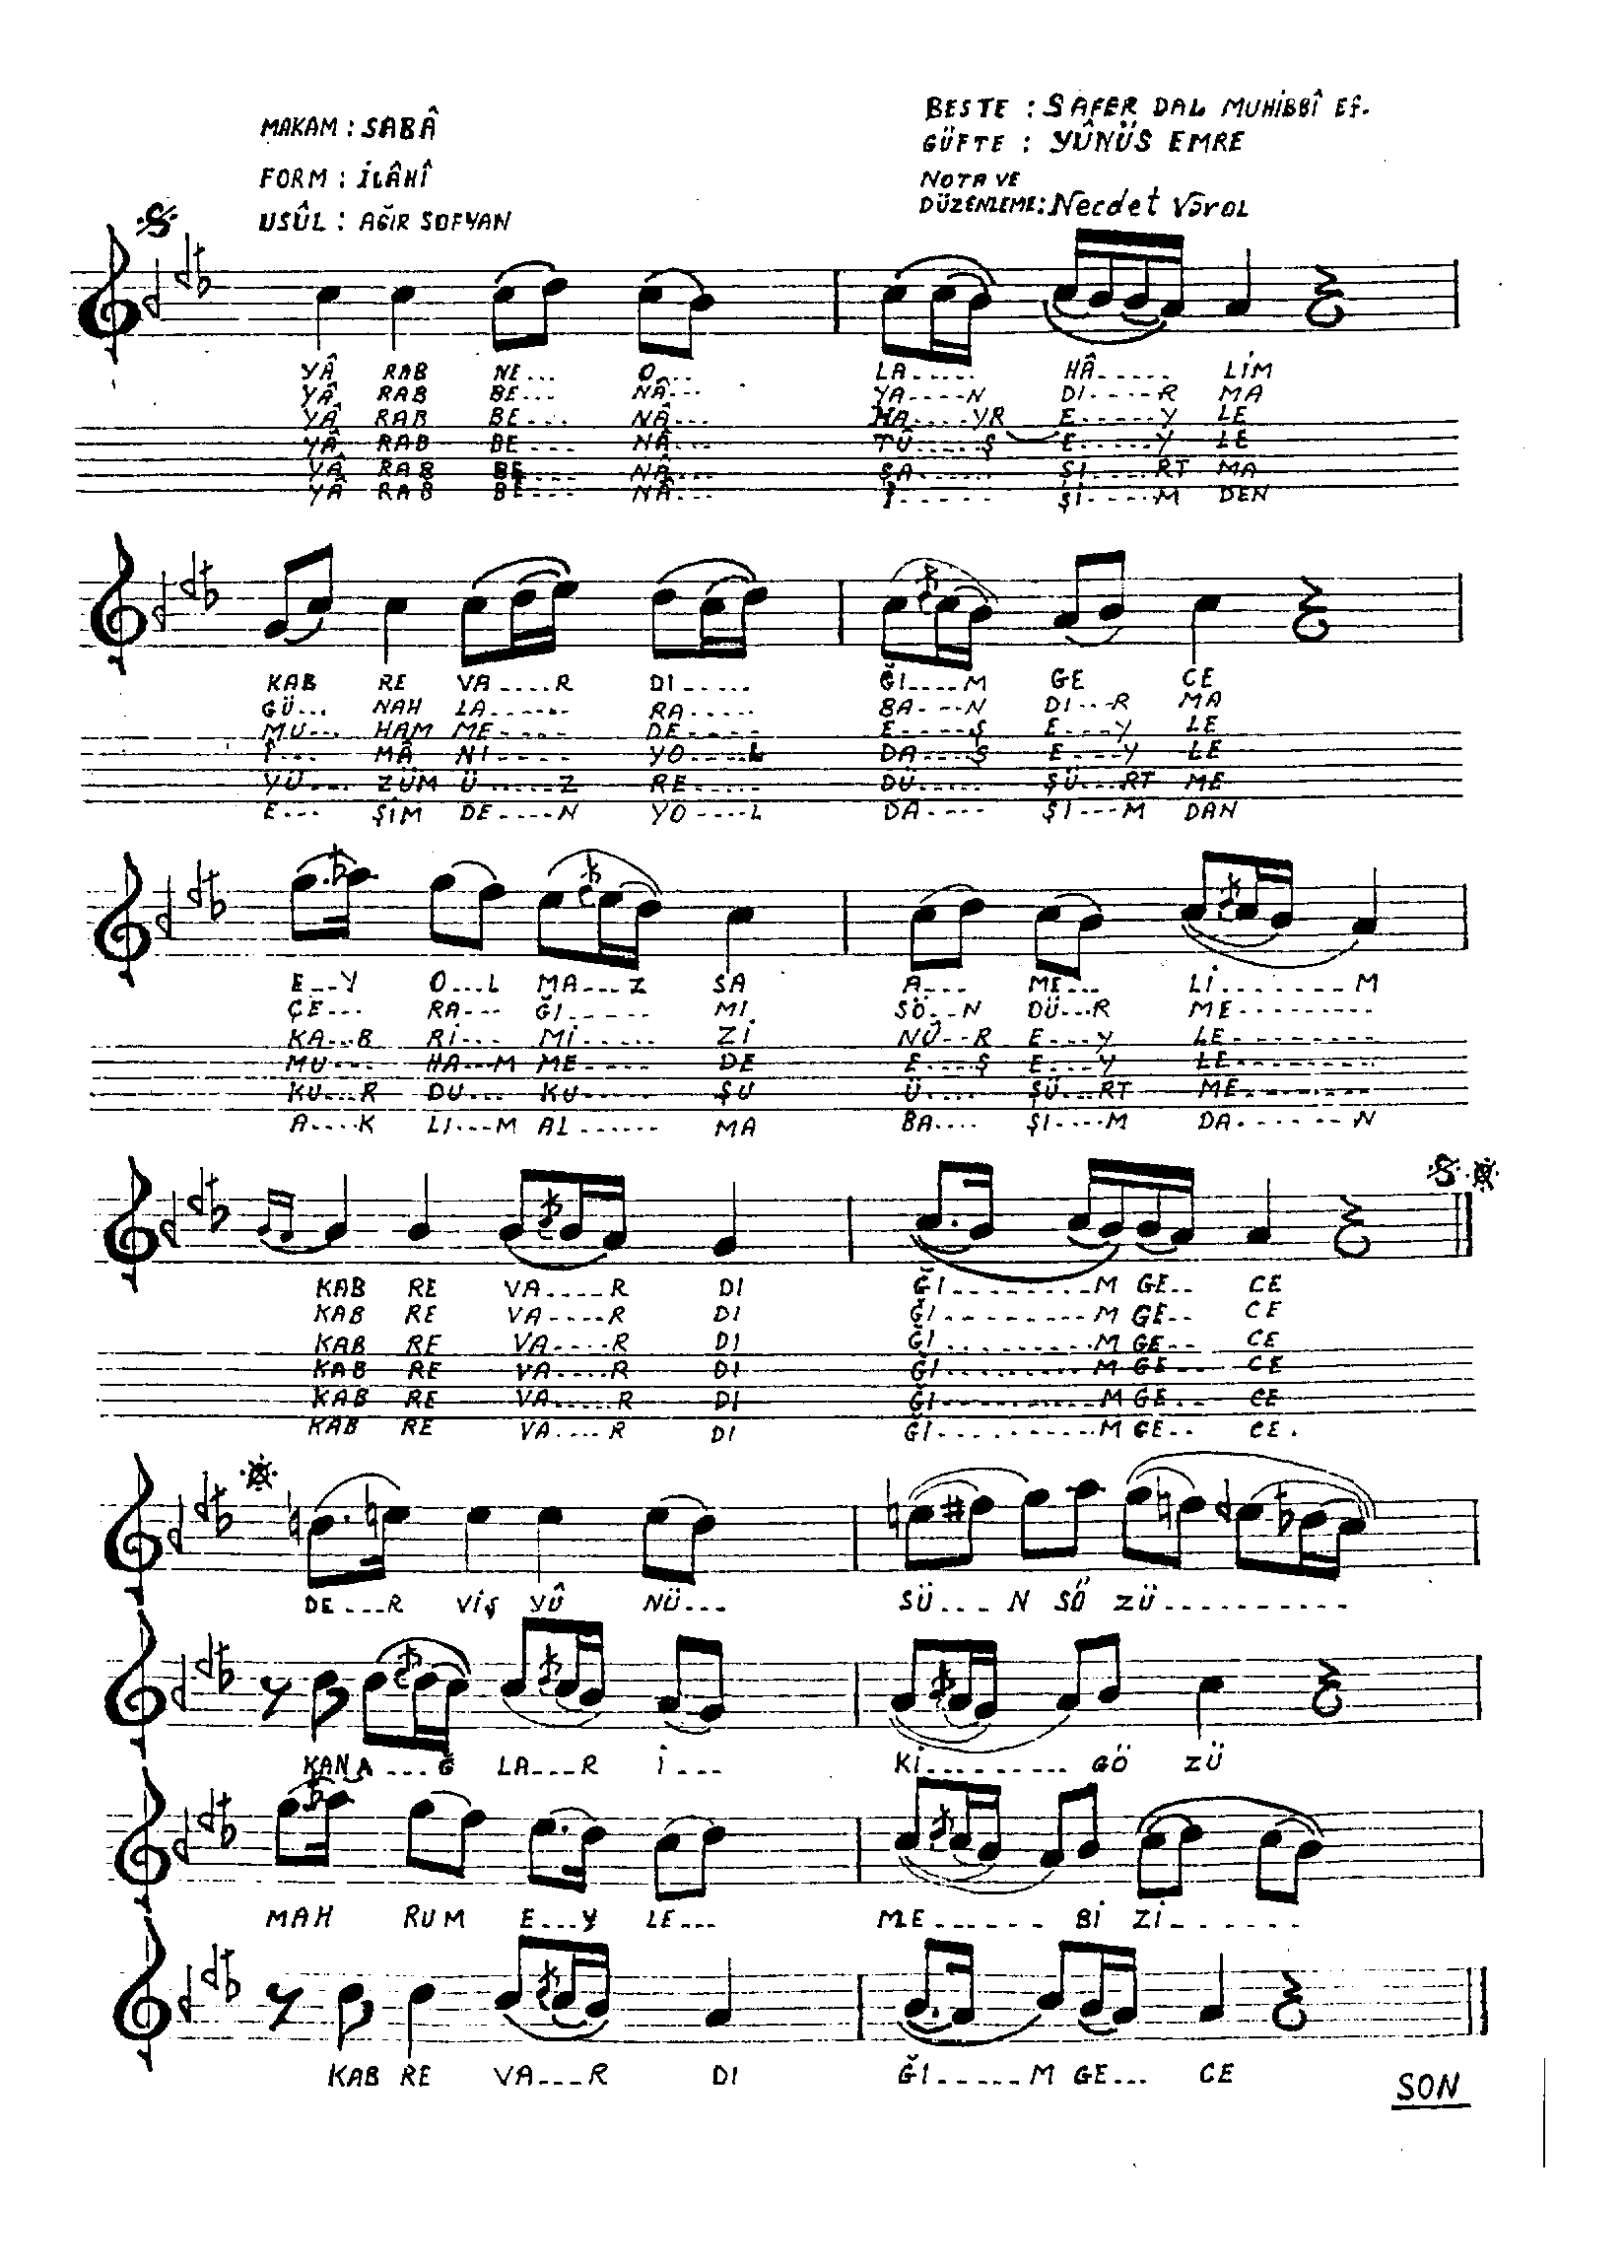 MAKAM : SABÂ
FORM : İLÂHÎ
USÛL : AĞIR SOFYAN
BESTE : SAFER DAL MUHİBBÎ Ef.
GÜFTE : YÛNÜS EMRE
NOTA VE
DÜZENLEME: Necdet Varol
YÂ RAB NE... O... LA..... HÂ..... LİM
YÂ RAB BE... NÂ... YA....N DI.....R MA
YÂ RAB BE... NÂ... HA....YR E.....Y LE
YÂ RAB BE... NÂ... TÛ.....Ş E.....Y LE
YÂ RAB BE... NÂ... ŞA..... ŞI....RT MA
YÂ RAB BE... NÂ... İ..... Şİ....M DEN
KAB RE VA....R DI..... ĞI....M GE CE
GÜ... NAH LA...... RA..... BA...N DI..R MA
MU... HAM ME..... DE..... E.....Ş E...Y LE
Î... MÂ NI..... YO....L DA....Ş E...Y LE
YÜ.... ZÜM Ü......Z RE..... DÜ..... ŞÜ...RT ME
E... ŞİM DE....N YO....L DA.... ŞI...M DAN
E..Y O...L MA...Z SA A... ME... Lİ.......M
ÇE... RA... ĞI...... MI SÖ..N DÜ..R ME.........
KA..B Rİ... Mİ..... Zİ NÛ..R E...Y LE.........
MU... HA..M ME..... DE E...Ş E...Y LE.........
KU...R DU... KU..... ŞU Ü.... ŞÜ...RT ME.........
A....K LI...M AL...... MA BA.... ŞI....M DA.......N
KAB RE VA....R DI ĞI.........M GE.. CE
KAB RE VA....R DI ĞI.........M GE.. CE
KAB RE VA....R DI ĞI.........M GE.. CE
KAB RE VA....R DI ĞI.........M GE.. CE
KAB RE VA.....R DI ĞI.........M GE.. CE
KAB RE VA....R DI ĞI.........M GE.. CE.
DE...R VİŞ YÛ NÜ... SÜ...N SÖ ZÜ..........
KAN A...Ğ LA...R İ... Kİ......... GÖ ZÜ
MAH RUM E...Y LE... ME...... Bİ Zİ.......
KAB RE VA...R DI ĞI.....M GE... CE
SON